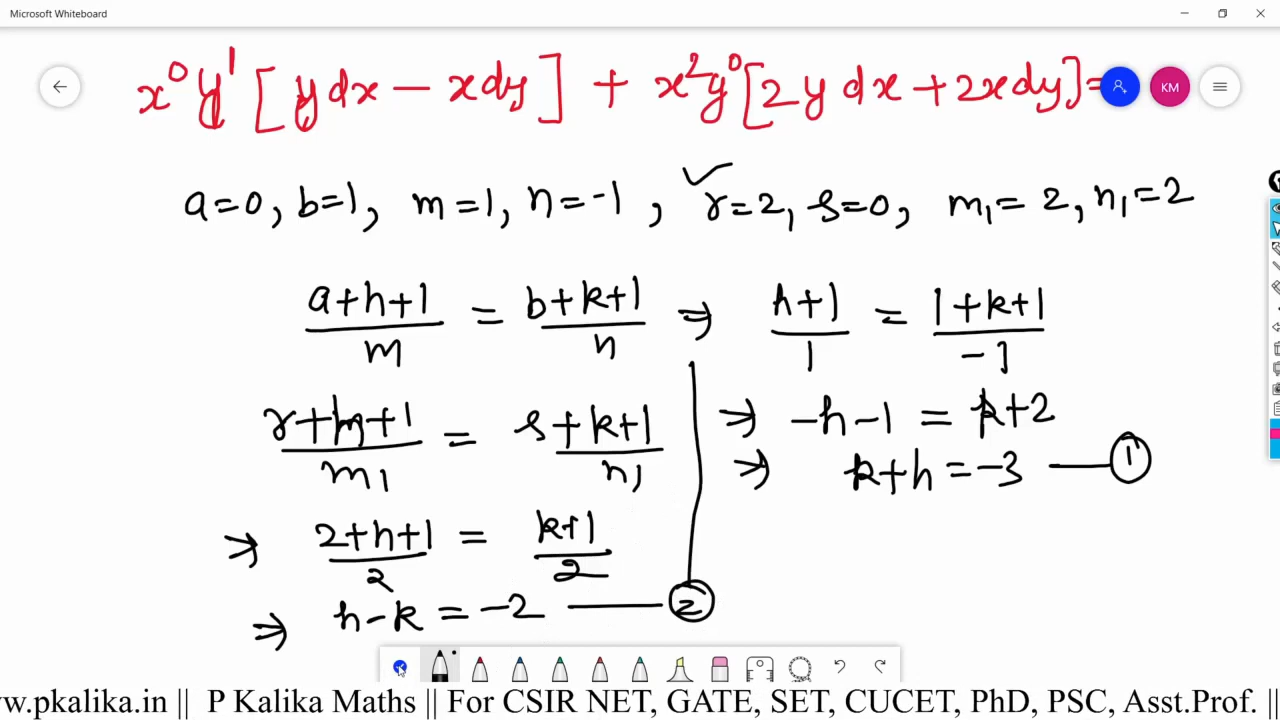 Microsoft Whiteboard
x⁰y¹[ydx - xdy] + x²y⁰[2ydx + 2xdy] =
KM
a=0, b=1, m=1, n=-1, r=2, s=0, m₁=2, n₁=2
(a+h+1)/m = (b+k+1)/n ⇒ (h+1)/1 = (1+k+1)/-1
(r+h+1)/m₁ = (s+k+1)/n₁
⇒ -h-1 = k+2
⇒ k+h = -3 — ①
⇒ (2+h+1)/2 = (k+1)/2
⇒ h-k = -2 — ②
ww.pkalika.in || P Kalika Maths || For CSIR NET, GATE, SET, CUCET, PhD, PSC, Asst.Prof. ||